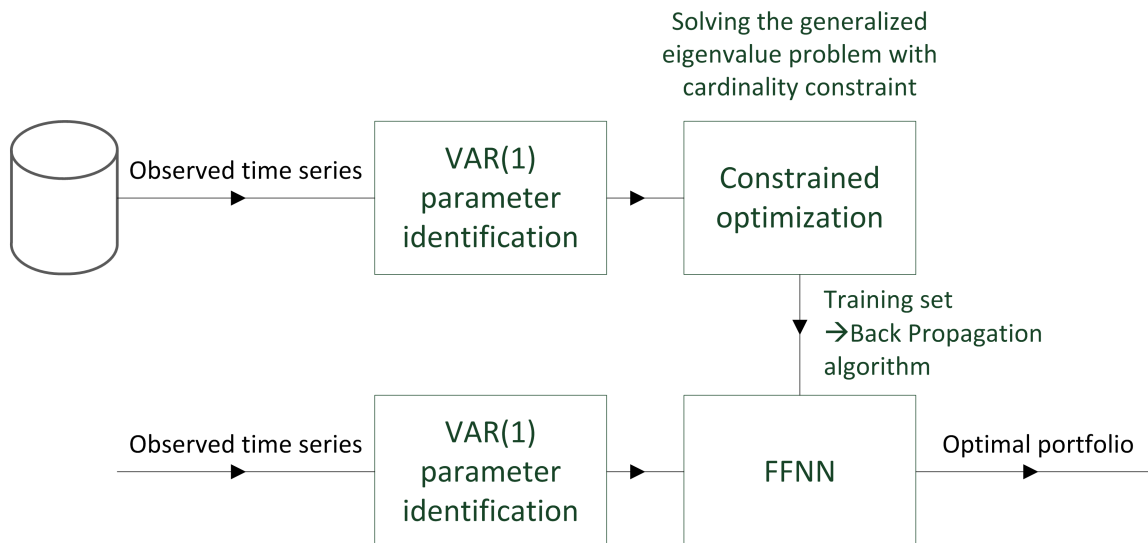 Solving the generalized
eigenvalue problem with
cardinality constraint
Observed time series
VAR(1)
parameter
identification
Constrained
optimization
Training set
→Back Propagation
algorithm
Observed time series
VAR(1)
parameter
identification
FFNN
Optimal portfolio